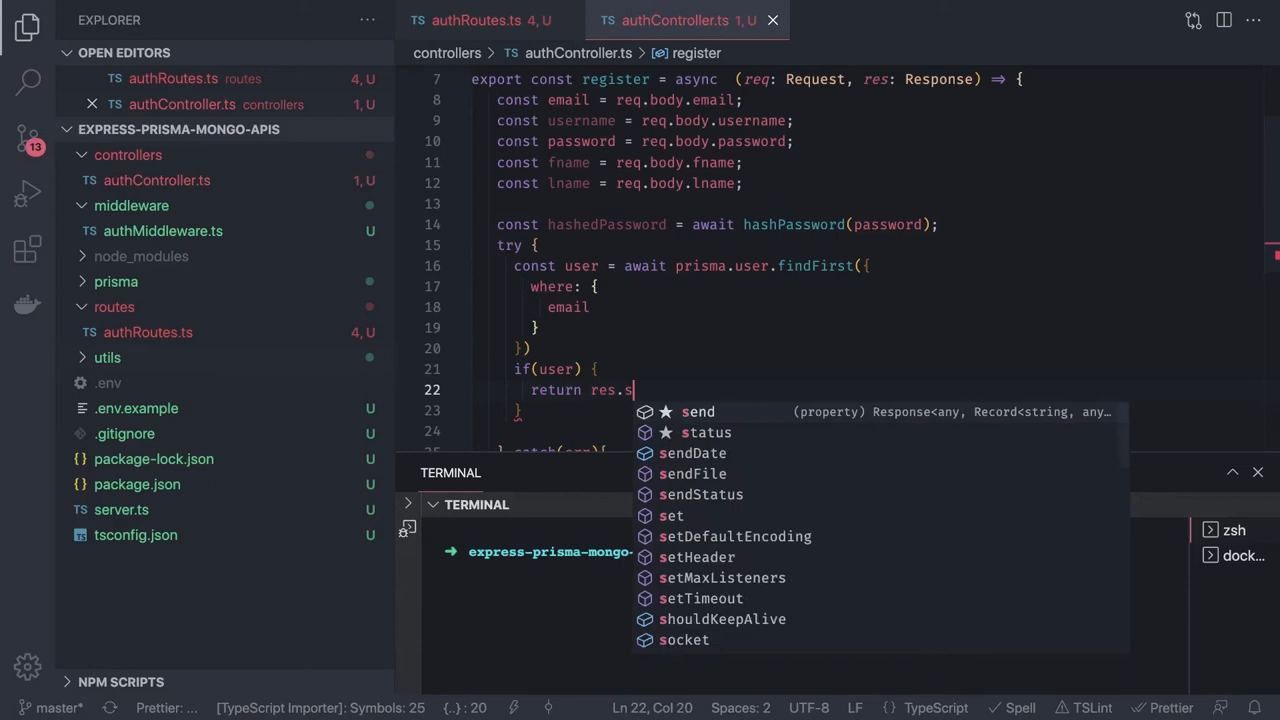 EXPLORER
OPEN EDITORS
TS authRoutes.ts routes 4, U
TS authController.ts controllers 1, U
EXPRESS-PRISMA-MONGO-APIS
controllers
TS authController.ts 1, U
middleware
TS authMiddleware.ts U
node_modules
prisma
routes
TS authRoutes.ts 4, U
utils
.env
.env.example U
.gitignore U
package-lock.json U
package.json U
server.ts U
tsconfig.json U
NPM SCRIPTS
13
TS authRoutes.ts 4, U
TS authController.ts 1, U
controllers > TS authController.ts > register
7 export const register = async (req: Request, res: Response) ⇒ {
8 const email = req.body.email;
9 const username = req.body.username;
10 const password = req.body.password;
11 const fname = req.body.fname;
12 const lname = req.body.lname;
13
14 const hashedPassword = await hashPassword(password);
15 try {
16 const user = await prisma.user.findFirst({
17 where: {
18 email
19 }
20 })
21 if(user) {
22 return res.s
23 }
24
25 } catch(err){
send (property) Response<any, Record<string, any…
status
sendDate
sendFile
sendStatus
set
setDefaultEncoding
setHeader
setMaxListeners
setTimeout
shouldKeepAlive
socket
TERMINAL
TERMINAL
➜ express-prisma-mongo-
zsh
dock...
master* Prettier: ... [TypeScript Importer]: Symbols: 25 {..} : 20 Ln 22, Col 20 Spaces: 2 UTF-8 LF { } TypeScript Spell TSLint Prettier